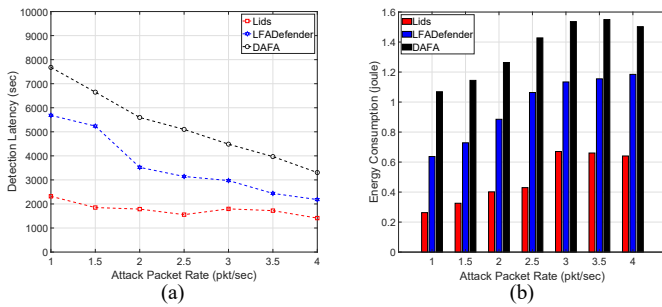 10000
9000
8000
7000
6000
5000
4000
3000
2000
1000
0
Detection Latency (sec)
Lids
LFADefender
DAFA
1 1.5 2 2.5 3 3.5 4
Attack Packet Rate (pkt/sec)
(a)
1.6
1.4
1.2
1
0.8
0.6
0.4
0.2
0
Energy Consumption (joule)
Lids
LFADefender
DAFA
1 1.5 2 2.5 3 3.5 4
Attack Packet Rate (pkt/sec)
(b)